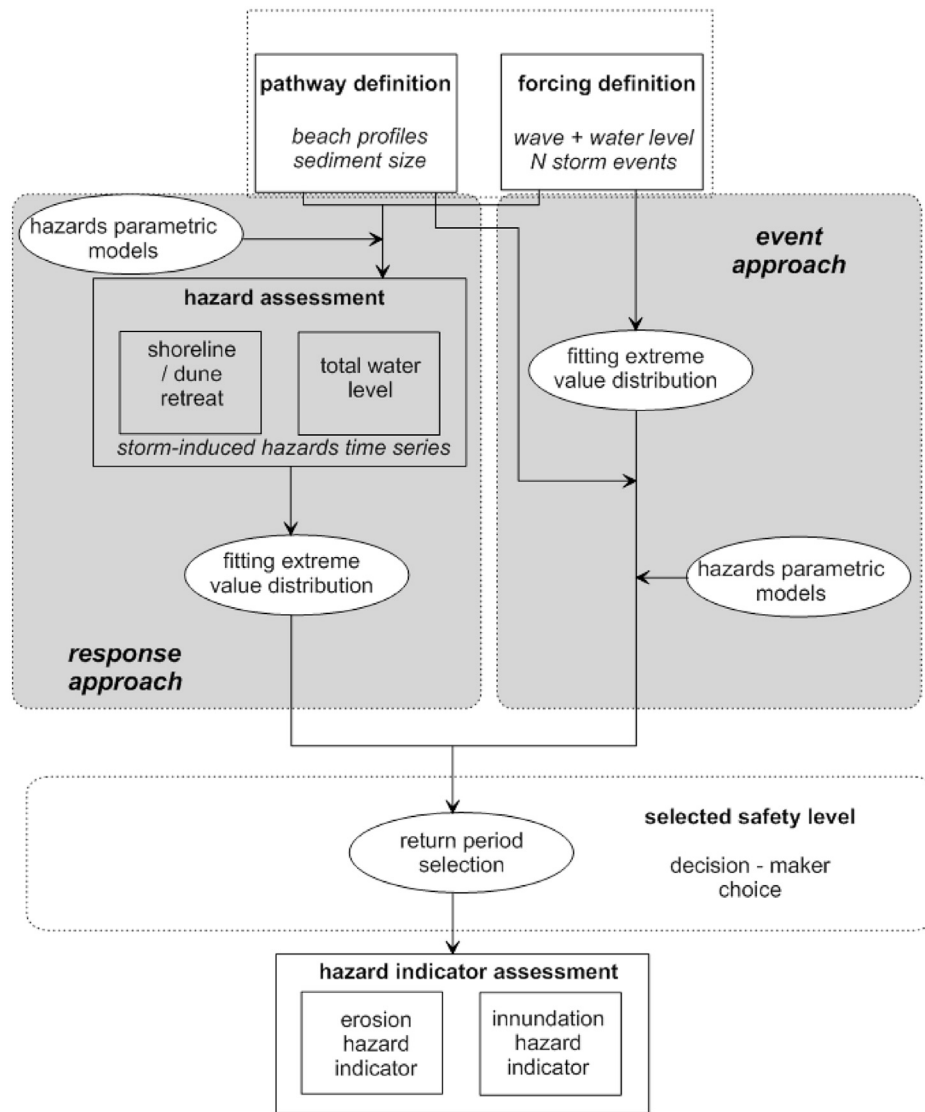 pathway definition
beach profiles
sediment size
forcing definition
wave + water level
N storm events
hazards parametric
models
event
approach
hazard assessment
shoreline
/ dune
retreat
total water
level
storm-induced hazards time series
fitting extreme
value distribution
fitting extreme
value distribution
hazards parametric
models
response
approach
selected safety level
decision - maker
choice
return period
selection
hazard indicator assessment
erosion
hazard
indicator
innundation
hazard
indicator